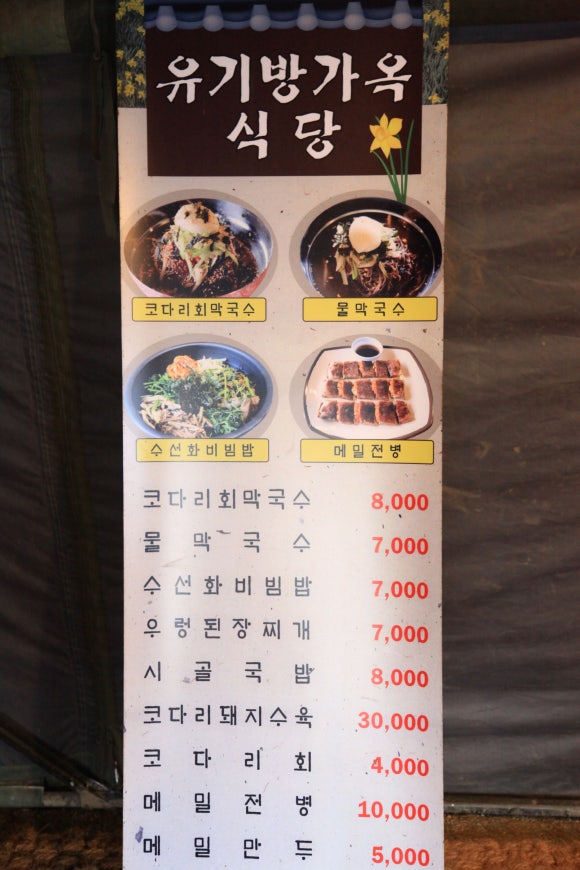 유기방가옥
식당
코다리회막국수 물막국수
수선화비빔밥 메밀전병
코다리회막국수 8,000
물막국수 7,000
수선화비빔밥 7,000
우렁된장찌개 7,000
시골국밥 8,000
코다리돼지수육 30,000
코다리회 4,000
메밀전병 10,000
메밀만두 5,000